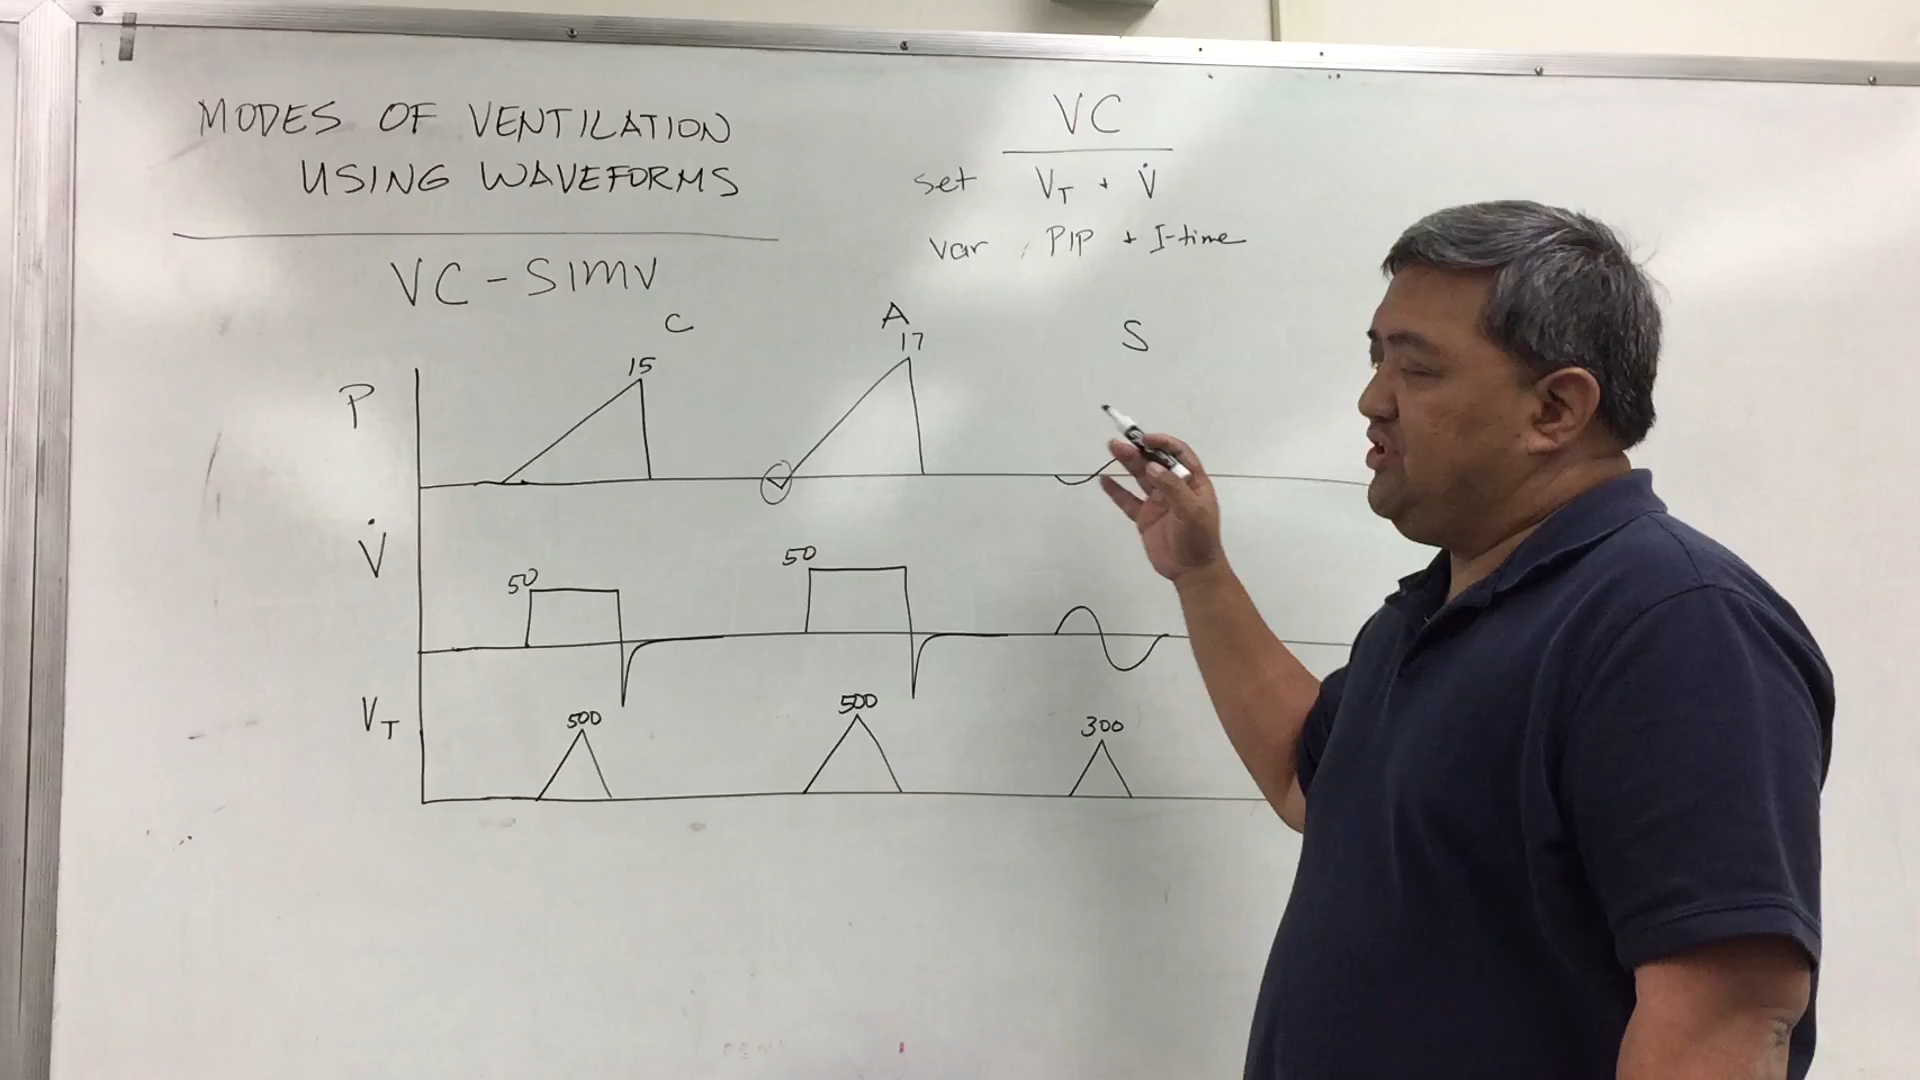 MODES OF VENTILATION
USING WAVEFORMS
VC
set VT + V̇
var, PIP + I-time
VC-SIMV
C
A
S
P
15
17
V̇
50
50
VT
500
500
300